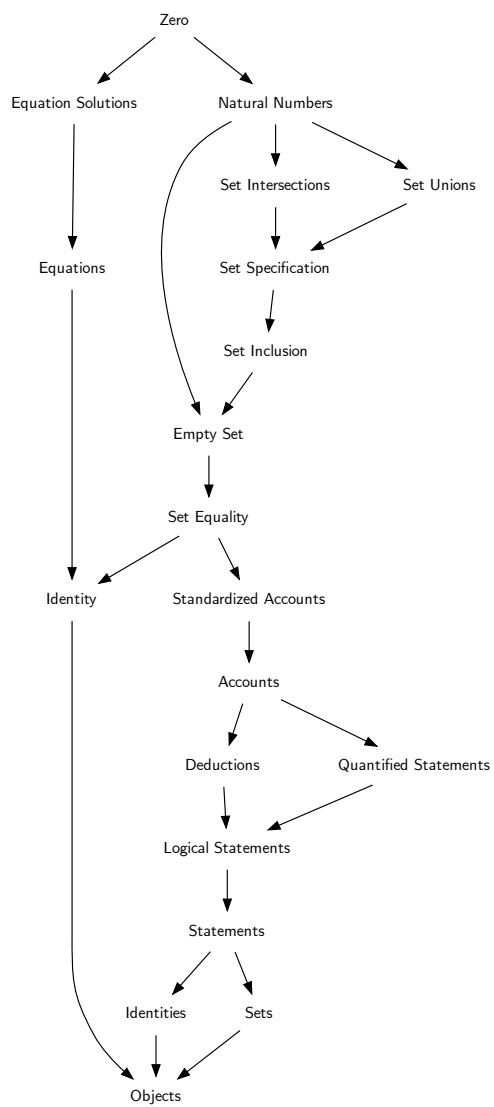 Zero
Equation Solutions
Natural Numbers
Set Intersections
Set Unions
Equations
Set Specification
Set Inclusion
Empty Set
Set Equality
Identity
Standardized Accounts
Accounts
Deductions
Quantified Statements
Logical Statements
Statements
Identities
Sets
Objects